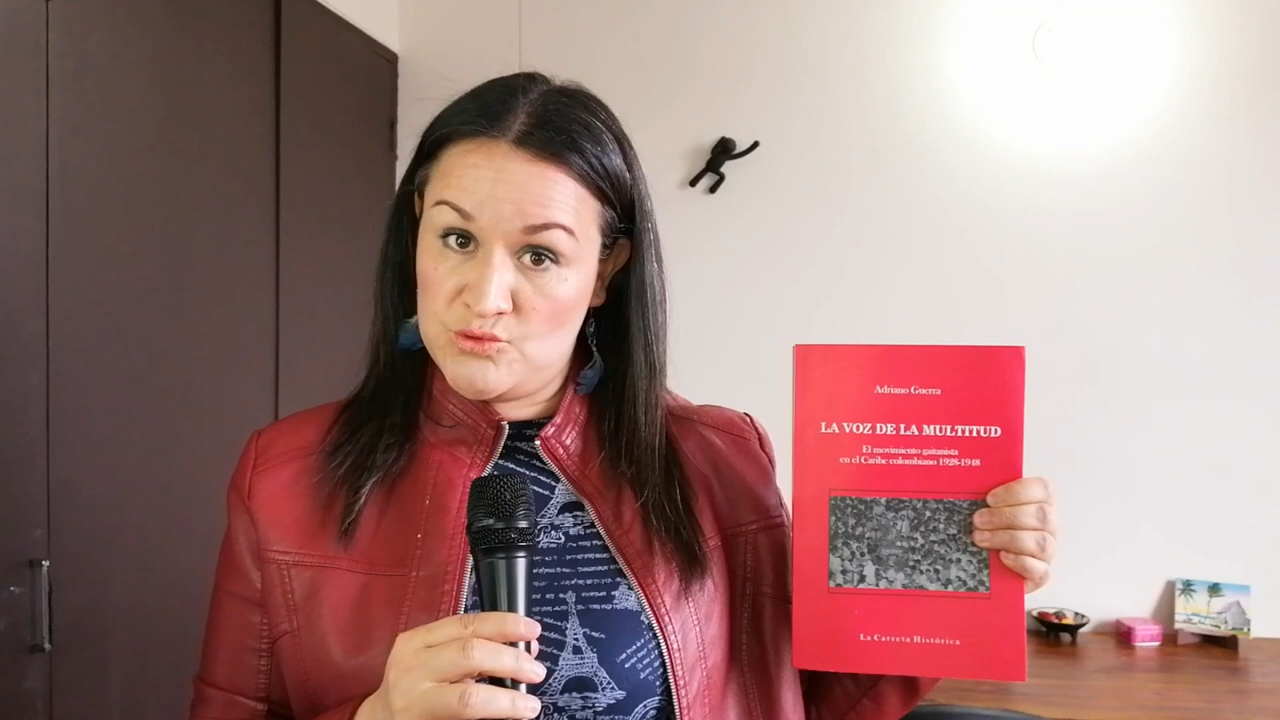 Adriano Guerra
LA VOZ DE LA MULTITUD
El movimiento gaitanista
en el Caribe colombiano 1928-1948
La Carreta Histórica
Paris